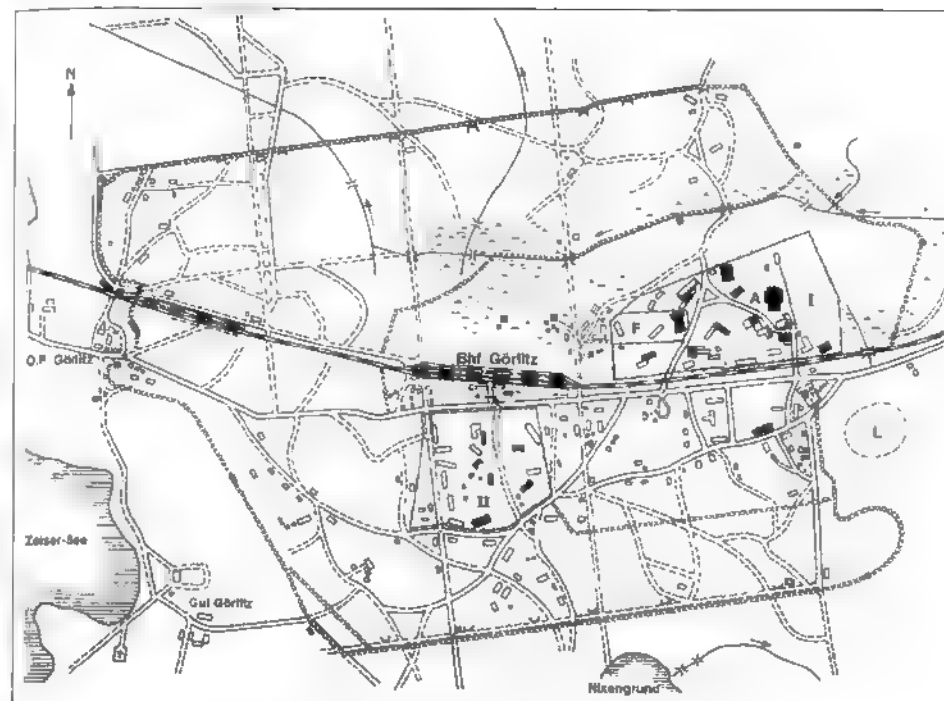 N
A
I
F
Bhf Görlitz
O.F Görlitz
L
II
Zeiser-See
Gut Görlitz
Nixengrund